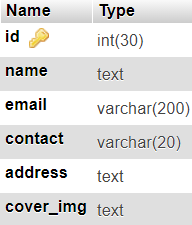 Name Type
id int(30)
name text
email varchar(200)
contact varchar(20)
address text
cover_img text